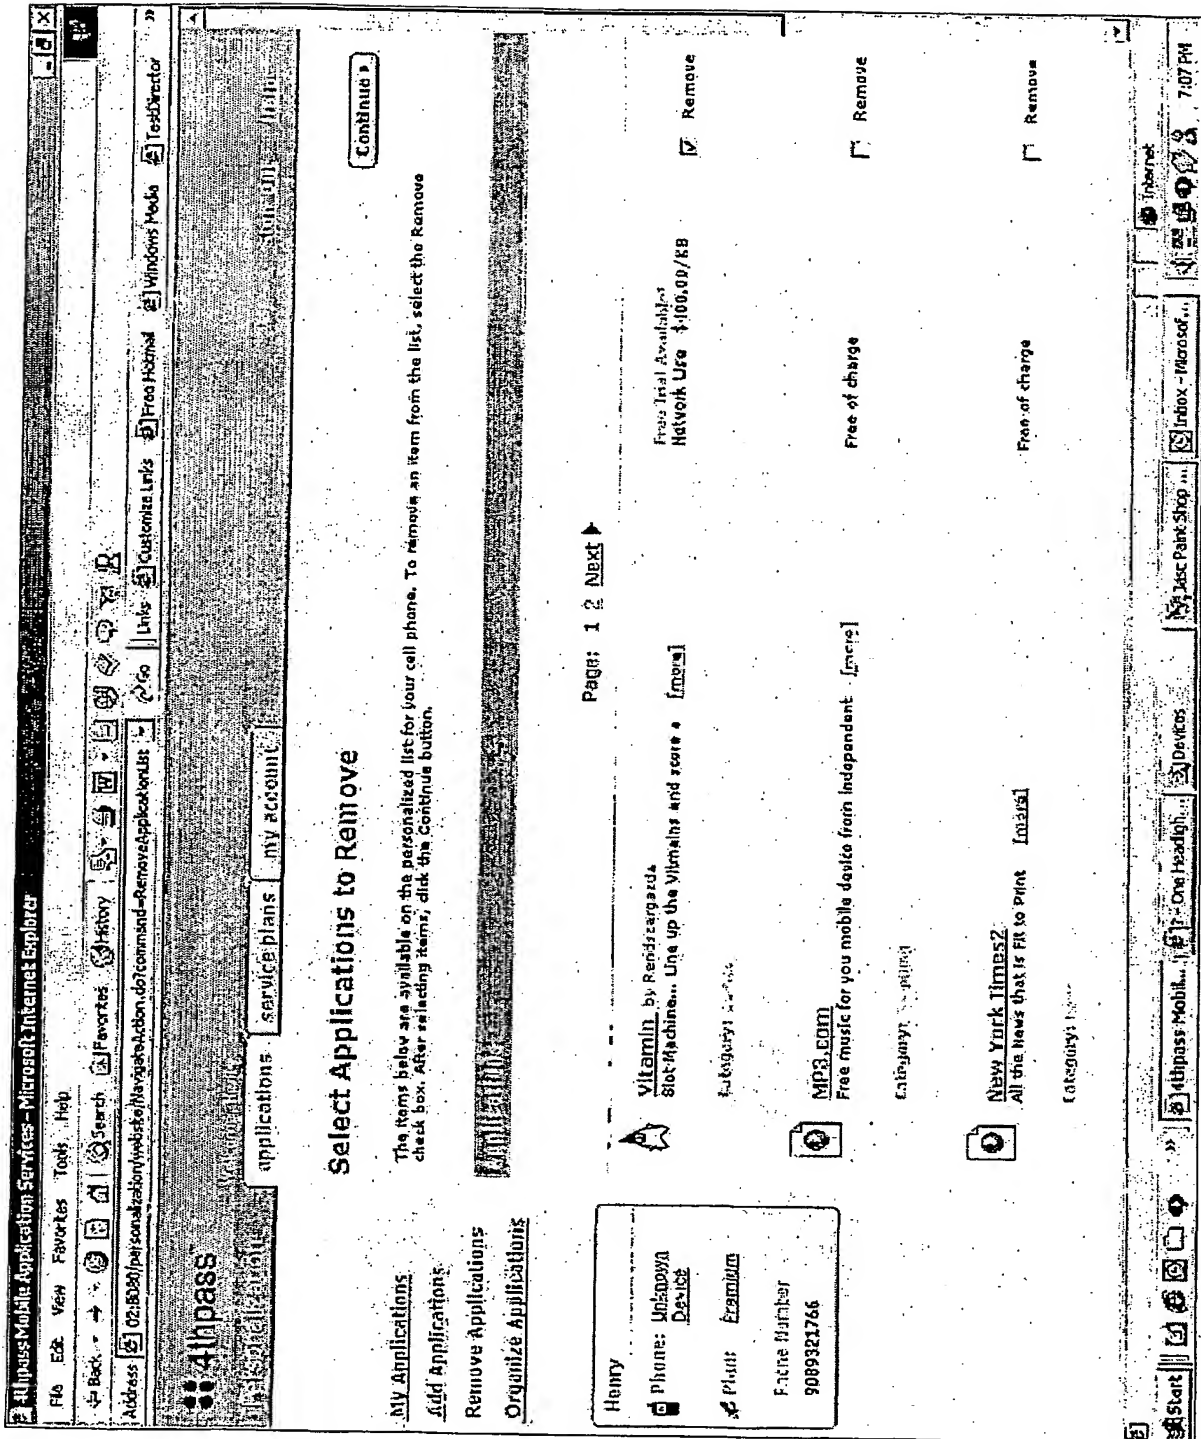 4thpass Mobile Application Services - Microsoft Internet Explorer
File Edit View Favorites Tools Help
Back Search Favorites History
Address 02:8080/personalization/website/NavigateAction.do?command=RemoveApplicationList Go Links Customize Links Free Hotmail Windows Media TestDirector
4thpass
applications service plans my account
My Applications
Add Applications
Remove Applications
Organize Applications
Henry
Phone: Unknown Device
Plan: Premium
Phone Number
9089321766
Select Applications to Remove
Continue
The items below are available on the personalized list for your cell phone. To remove an item from the list, select the Remove
check box. After selecting items, click the Continue button.
Page: 1 2 Next
Vitamin by
Slot Machine... Line up the and score a [more]
Free Trial Available!
Network Use $100.00/KB
Remove
Category:
MP3.com
Free music for you mobile device from independent [more]
Free of charge
Remove
Category:
New York Times2
All the News that is Fit to Print [more]
Free of charge
Remove
Category:
Internet
Start 4thpass Mobil... ? - One Headligh... Devices Jasc Paint Shop ... Inbox - Microsof... 7:07 PM